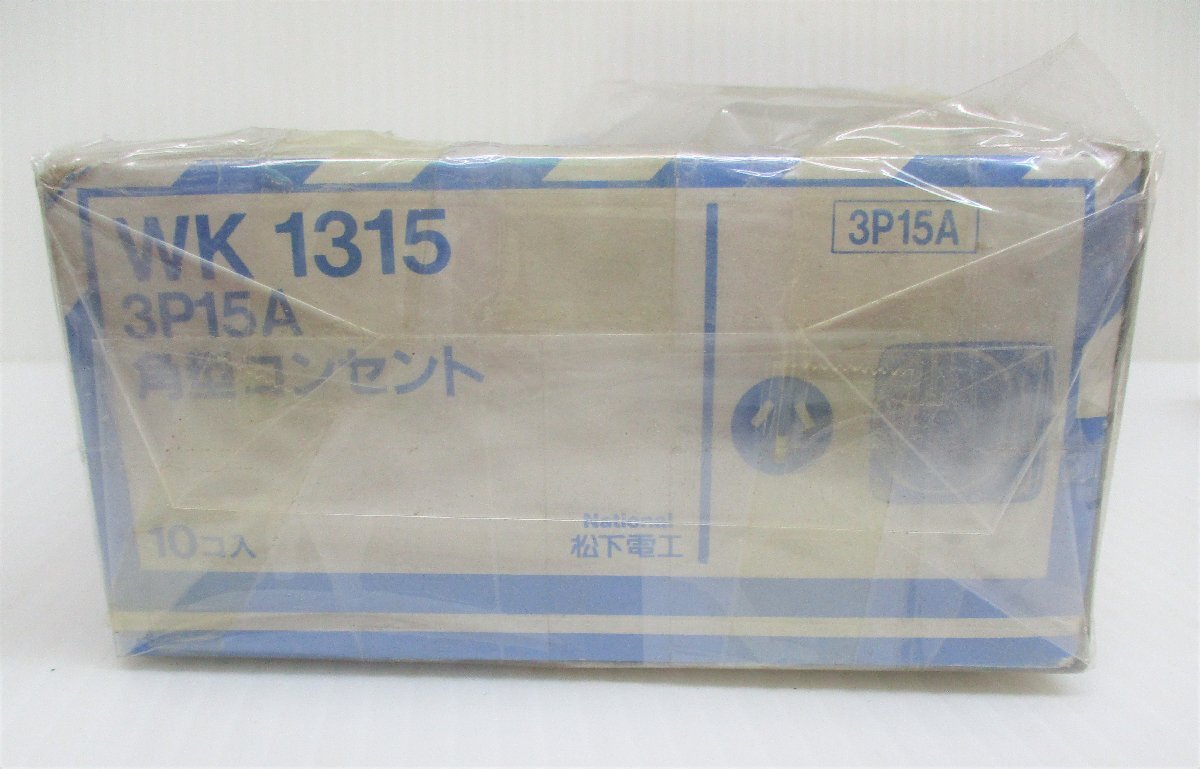 WK 1315
3P15A
角型コンセント
10コ入
National
松下電工
3P15A